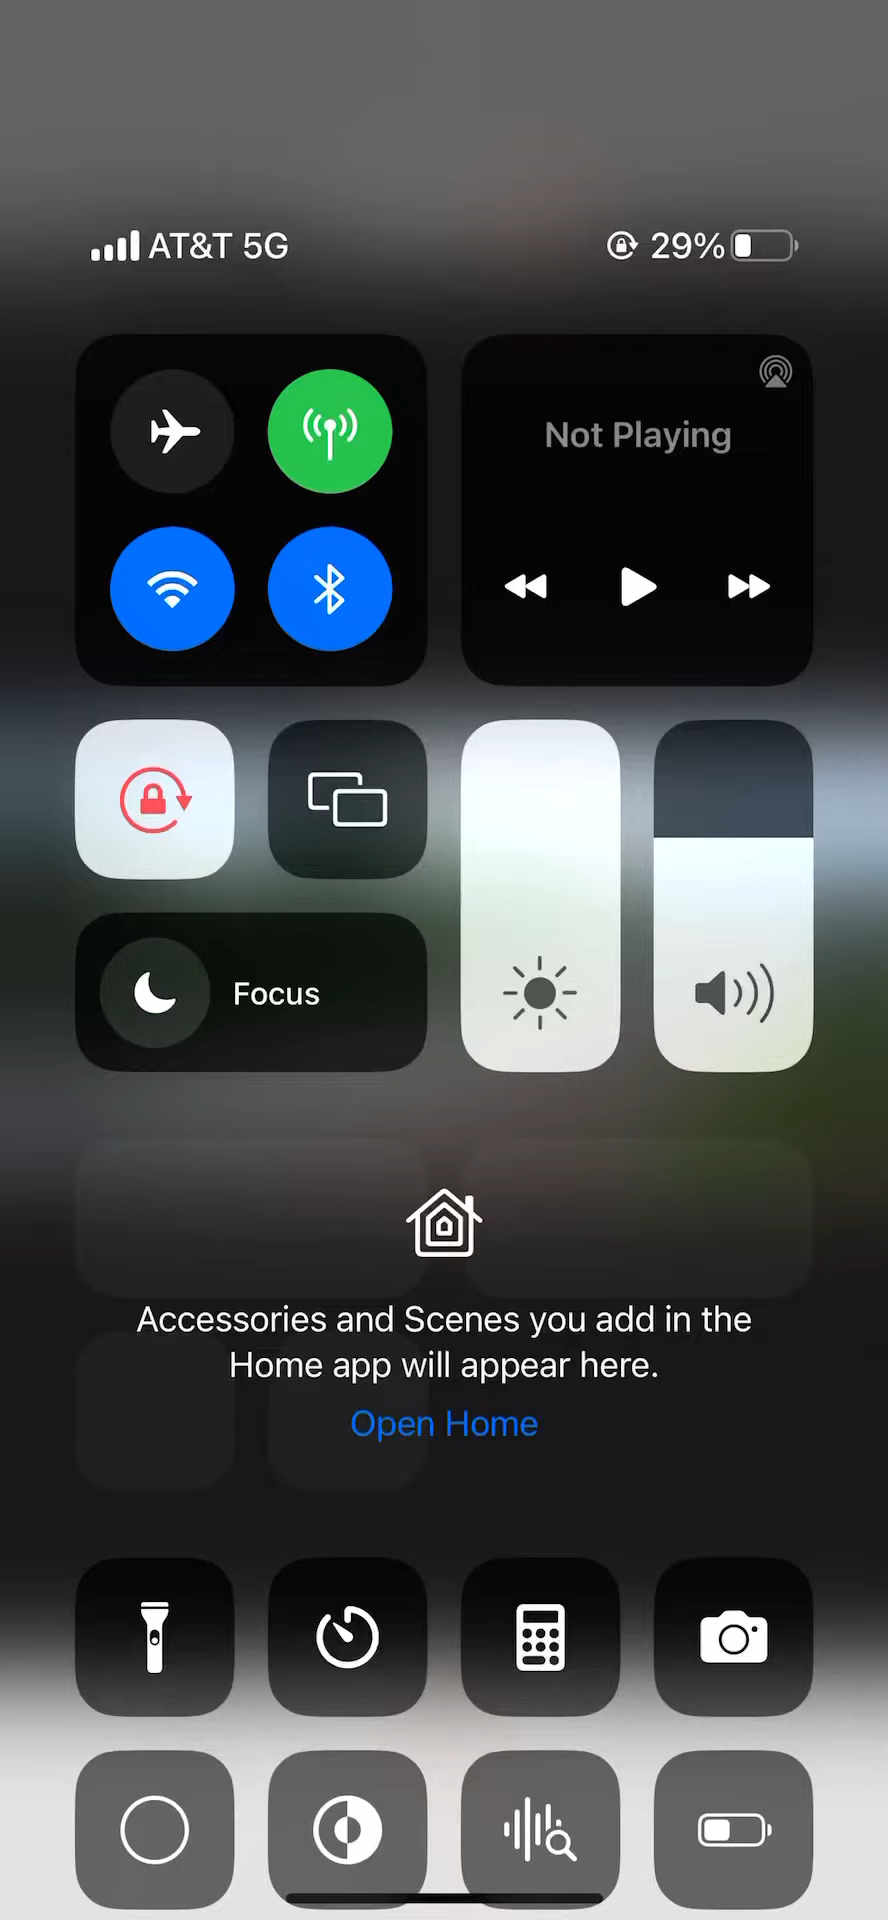 AT&T 5G 29%
Not Playing
Focus
Accessories and Scenes you add in the
Home app will appear here.
Open Home